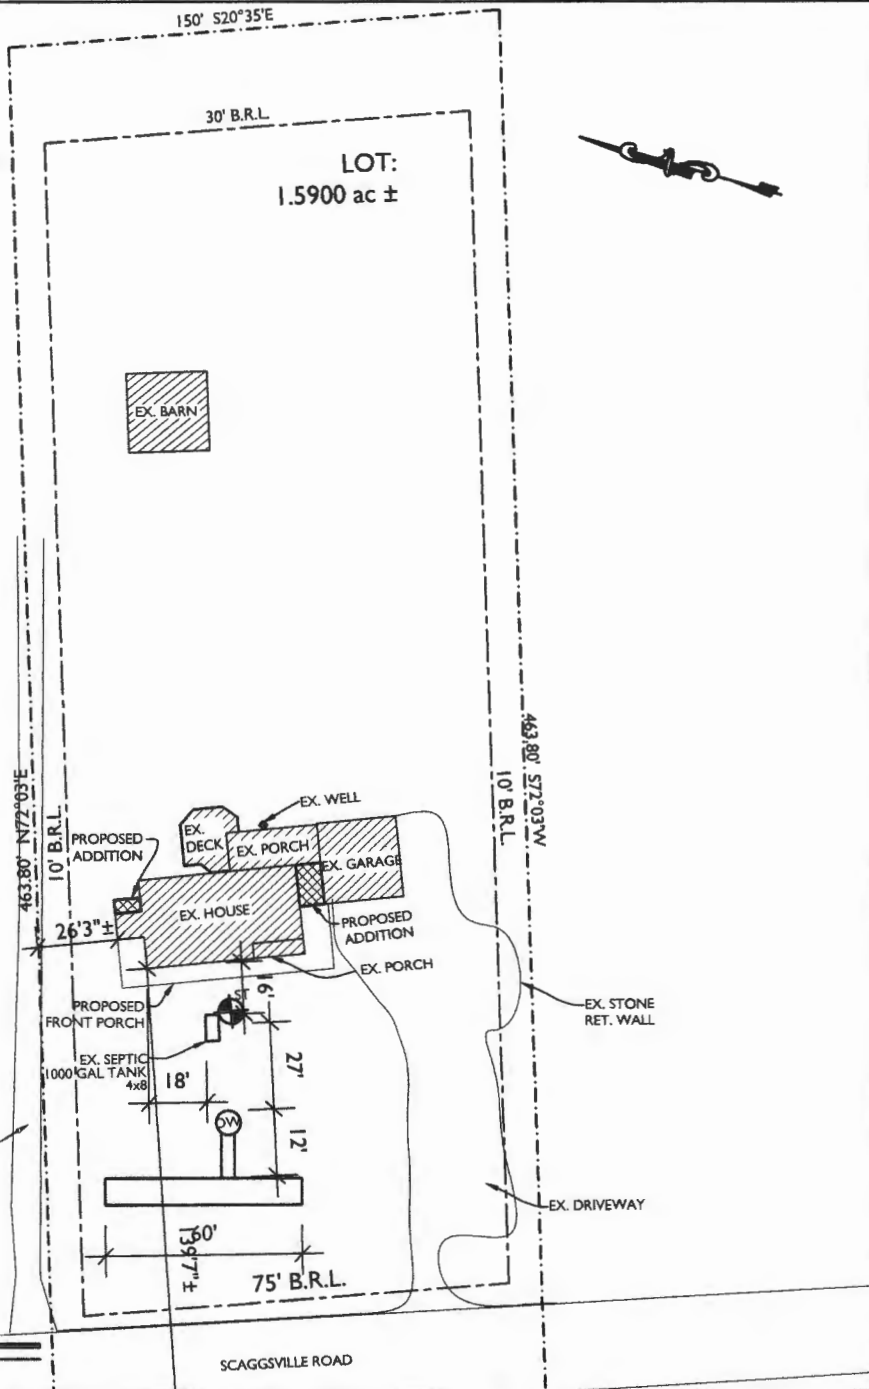 150' S20°35'E
30' B.R.L.
LOT:
1.5900 ac ±
EX. BARN
463.80' N72°03'E
10' B.R.L.
463.80' S72°03'W
10' B.R.L.
EX. WELL
EX.
DECK
EX. PORCH
EX. GARAGE
PROPOSED
ADDITION
EX. HOUSE
26'3"±
PROPOSED
ADDITION
EX. PORCH
16'
ST
PROPOSED
FRONT PORCH
EX. STONE
RET. WALL
EX. SEPTIC
1000 GAL TANK
4x8
18'
27'
DW
12'
EX. DRIVEWAY
60'
139'7"±
75' B.R.L.
SCAGGSVILLE ROAD